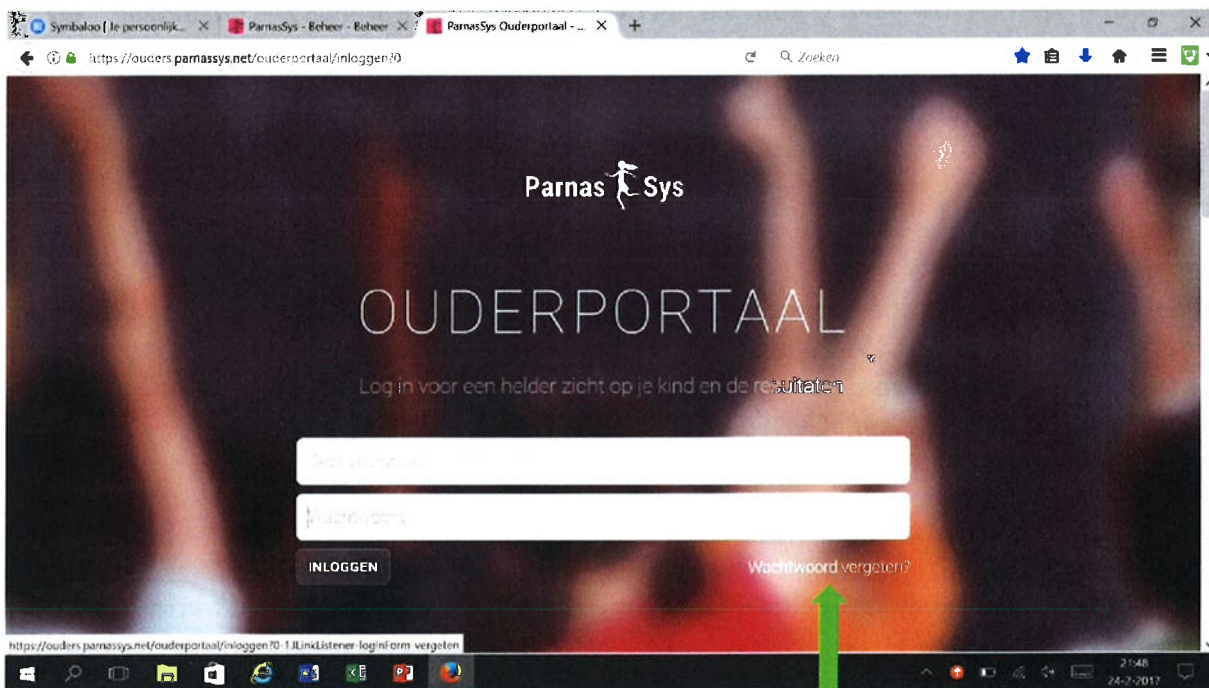 Symbaloo | Je persoonlijk... ParnasSys - Beheer - Beheer ParnasSys Ouderportaal - ...
https://ouders.parnassys.net/ouderportaal/inloggen?0 Zoeken
Parnas Sys
OUDERPORTAAL
Log in voor een helder zicht op je kind en de resultaten
Gebruikersnaam
Wachtwoord
INLOGGEN Wachtwoord vergeten?
https://ouders.parnassys.net/ouderportaal/inloggen?0-1.ILinkListener-loginForm-vergeten
21:48
24-2-2017